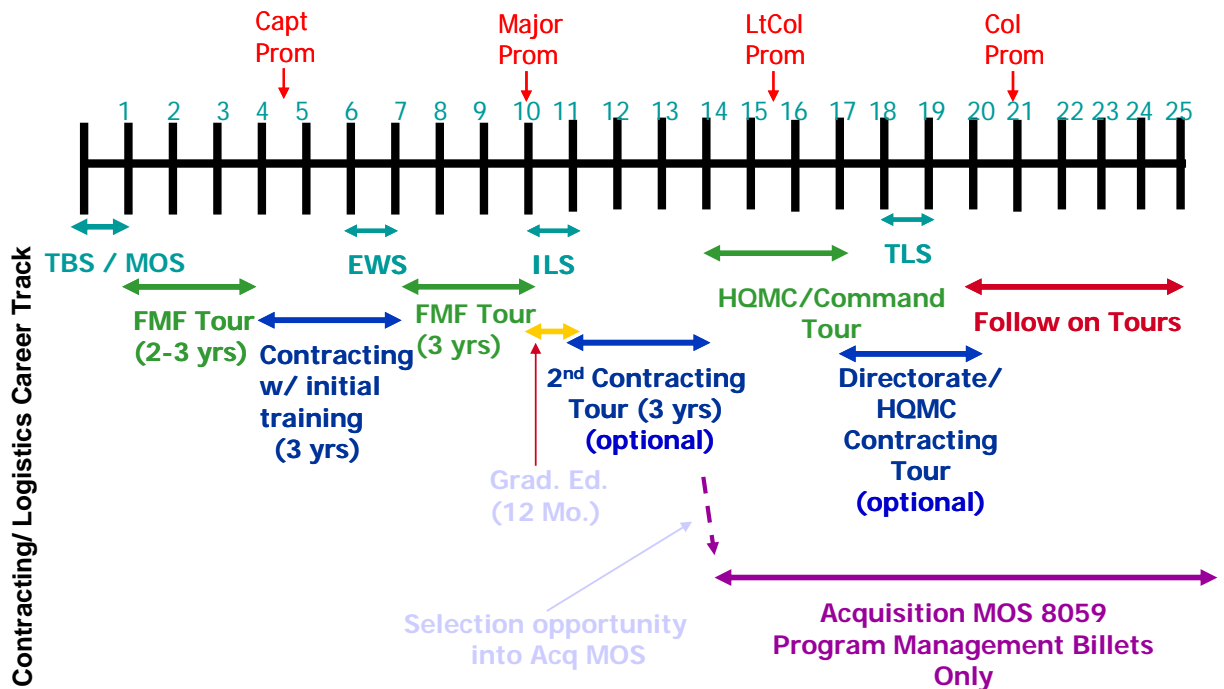 Capt
Prom
Major
Prom
LtCol
Prom
Col
Prom
1 2 3 4 5 6 7 8 9 10 11 12 13 14 15 16 17 18 19 20 21 22 23 24 25
TBS / MOS
EWS
ILS
TLS
FMF Tour
(2-3 yrs)
Contracting
w/ initial
training
(3 yrs)
FMF Tour
(3 yrs)
2nd Contracting
Tour (3 yrs)
(optional)
HQMC/Command
Tour
Directorate/
HQMC
Contracting
Tour
(optional)
Follow on Tours
Grad. Ed.
(12 Mo.)
Selection opportunity
into Acq MOS
Acquisition MOS 8059
Program Management Billets
Only
Contracting/ Logistics Career Track